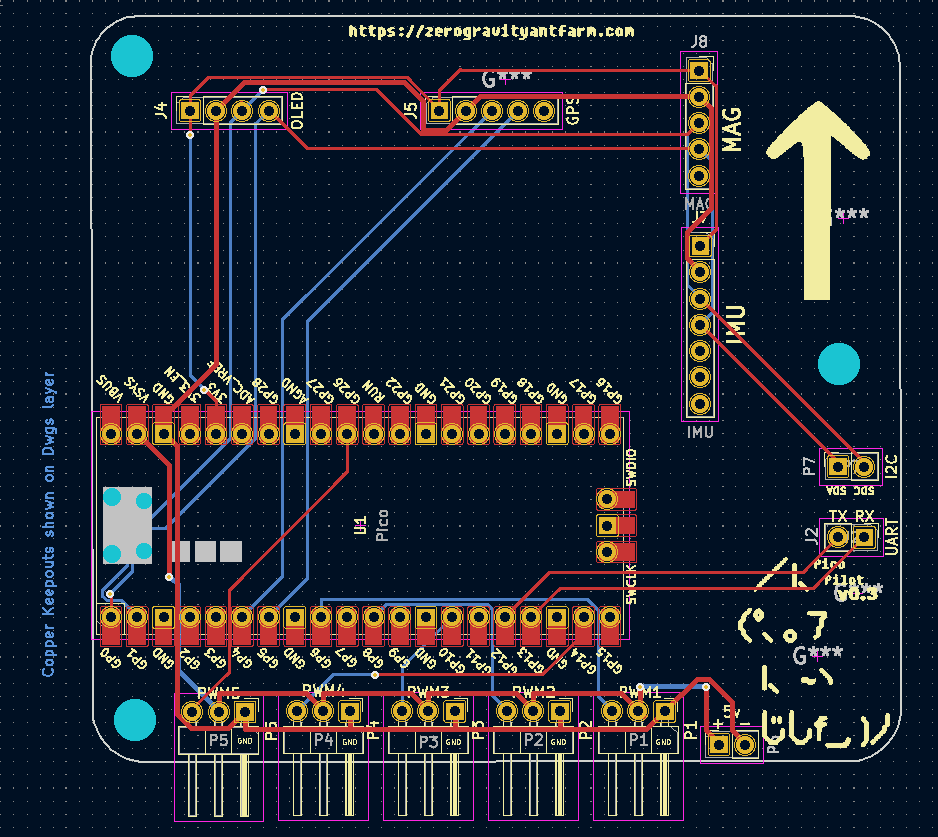 https://zerogravityantfarm.com
J8
J4
OLED
J5
G***
GPS
MAG
MAG
J7
***
IMU
IMU
VBUS
VSYS
GND
3V3
ADC_VREF
GP28
AGND
GP27
GP26
RUN
GP22
GND
GP21
GP20
GP19
GP18
GND
GP17
GP16
Copper Keepouts shown on Dwgs layer
P7
I2C
SDA
SDC
SWDIO
U1
Pico
SWCLK
TX RX
J2
UART
Pico
Pilot
v0.3
G***
GP0
GP1
GND
GP2
GP3
GP4
GP5
GND
GP6
GP7
GP8
GP9
GND
GP10
GP11
GP12
GP13
GND
GP14
GP15
PWM5
PWM4
PWM3
PWM2
PWM1
5v
+ -
P5
GND
P5
P4
GND
P4
P3
GND
P3
P2
GND
P2
P1
GND
P1